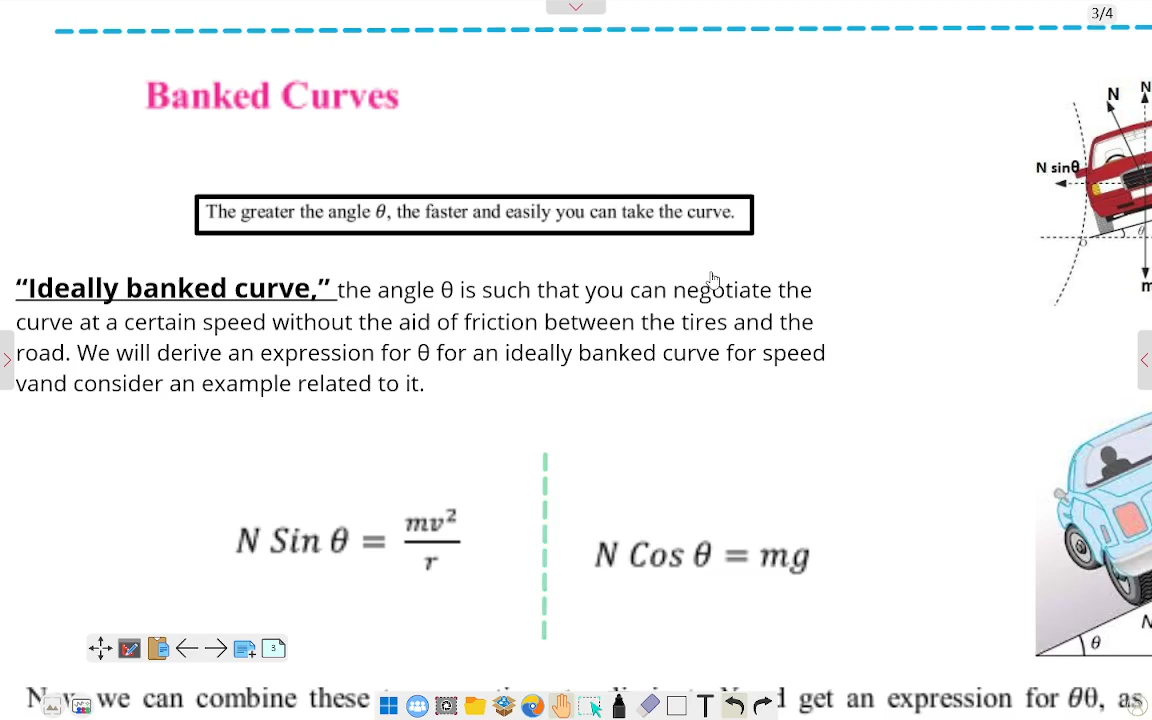 3/4
Banked Curves
N
N
N sinθ
θ
The greater the angle θ, the faster and easily you can take the curve.
“Ideally banked curve,” the angle θ is such that you can negotiate the
curve at a certain speed without the aid of friction between the tires and the
road. We will derive an expression for θ for an ideally banked curve for speed
vand consider an example related to it.
N Sin θ = mv²/r
N Cos θ = mg
N
θ
3
we can combine these
get an expression for θθ, as